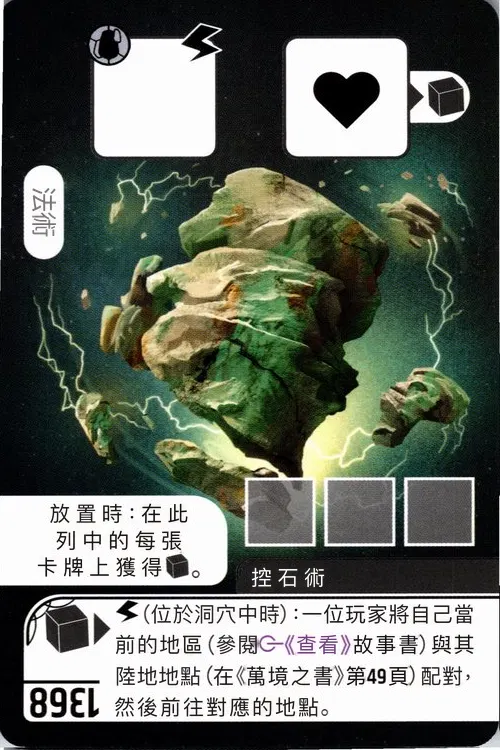 法術
放置時：在此
列中的每張
卡牌上獲得。
控石術
（位於洞穴中時）：一位玩家將自己當
前的地區（參閱《查看》故事書）與其
陸地地點（在《萬境之書》第49頁）配對，
然後前往對應的地點。
1368